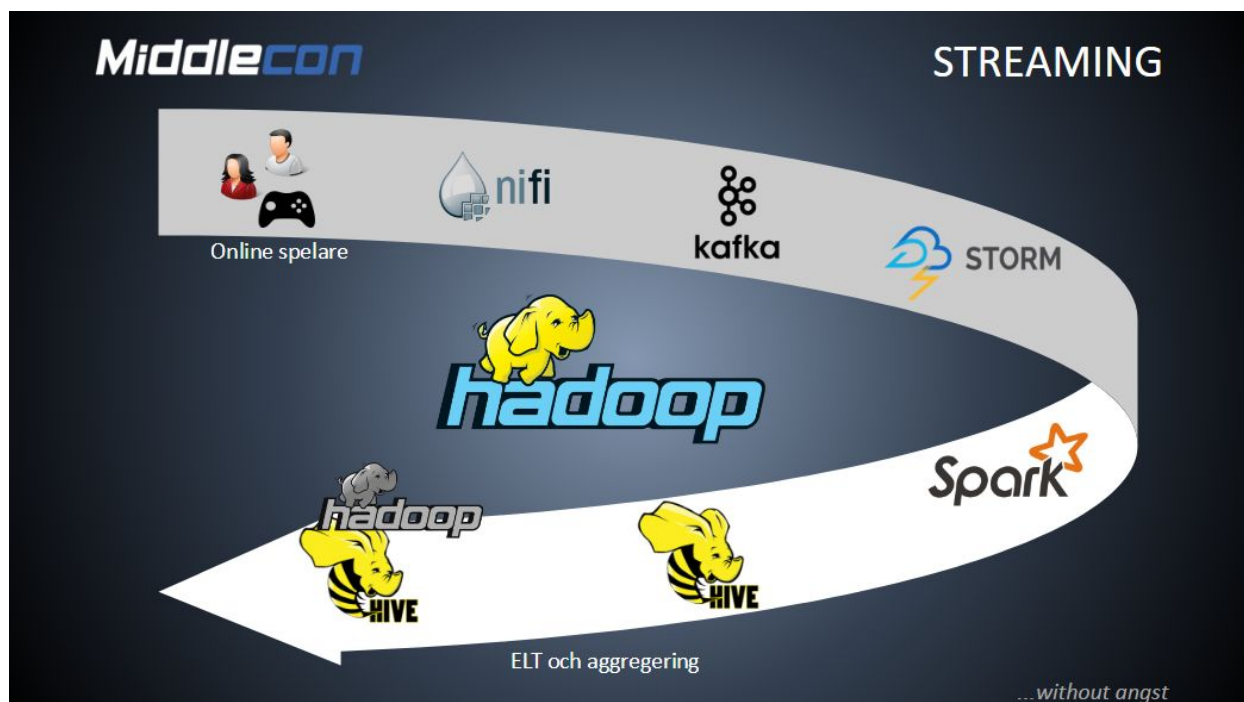 Middlecon
STREAMING
nifi
kafka
STORM
Online spelare
hadoop
Spark
hadoop
HIVE
HIVE
ELT och aggregering
...without angst